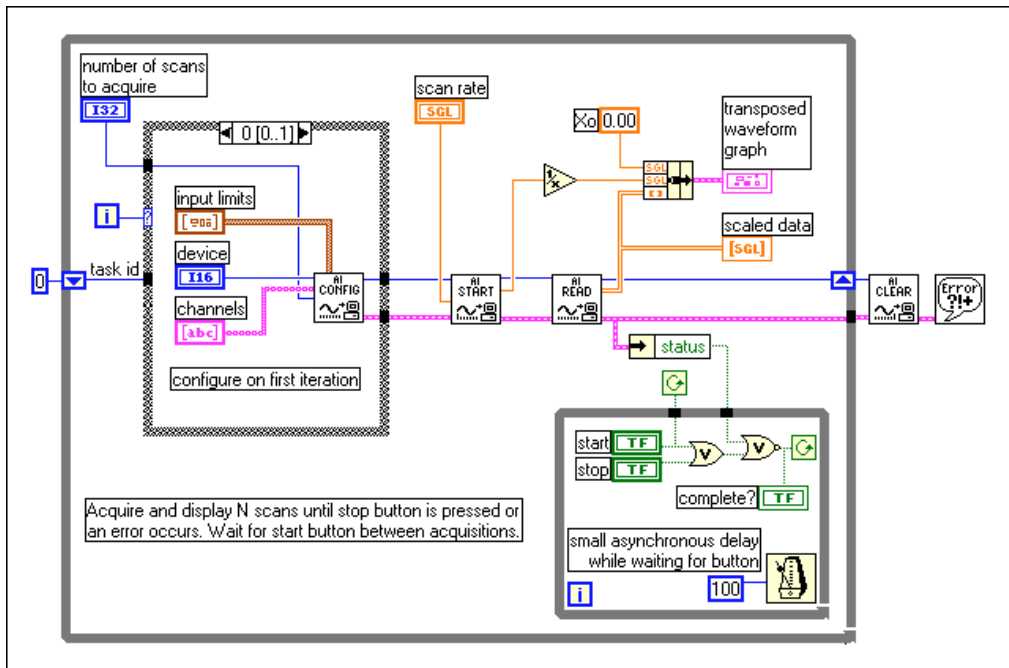 number of scans
to acquire
I32
0 [0..1]
scan rate
SGL
Xo 0.00
transposed
waveform
graph
SGL
SGL
1/x
input limits
i
scaled data
[SGL]
device
0
task id
I16
AI
CONFIG
AI
START
AI
READ
AI
CLEAR
Error
?!+
channels
[abc]
status
configure on first iteration
start
TF
stop
TF
V
V
complete?
TF
Acquire and display N scans until stop button is pressed or
an error occurs. Wait for start button between acquisitions.
small asynchronous delay
while waiting for button
100
i